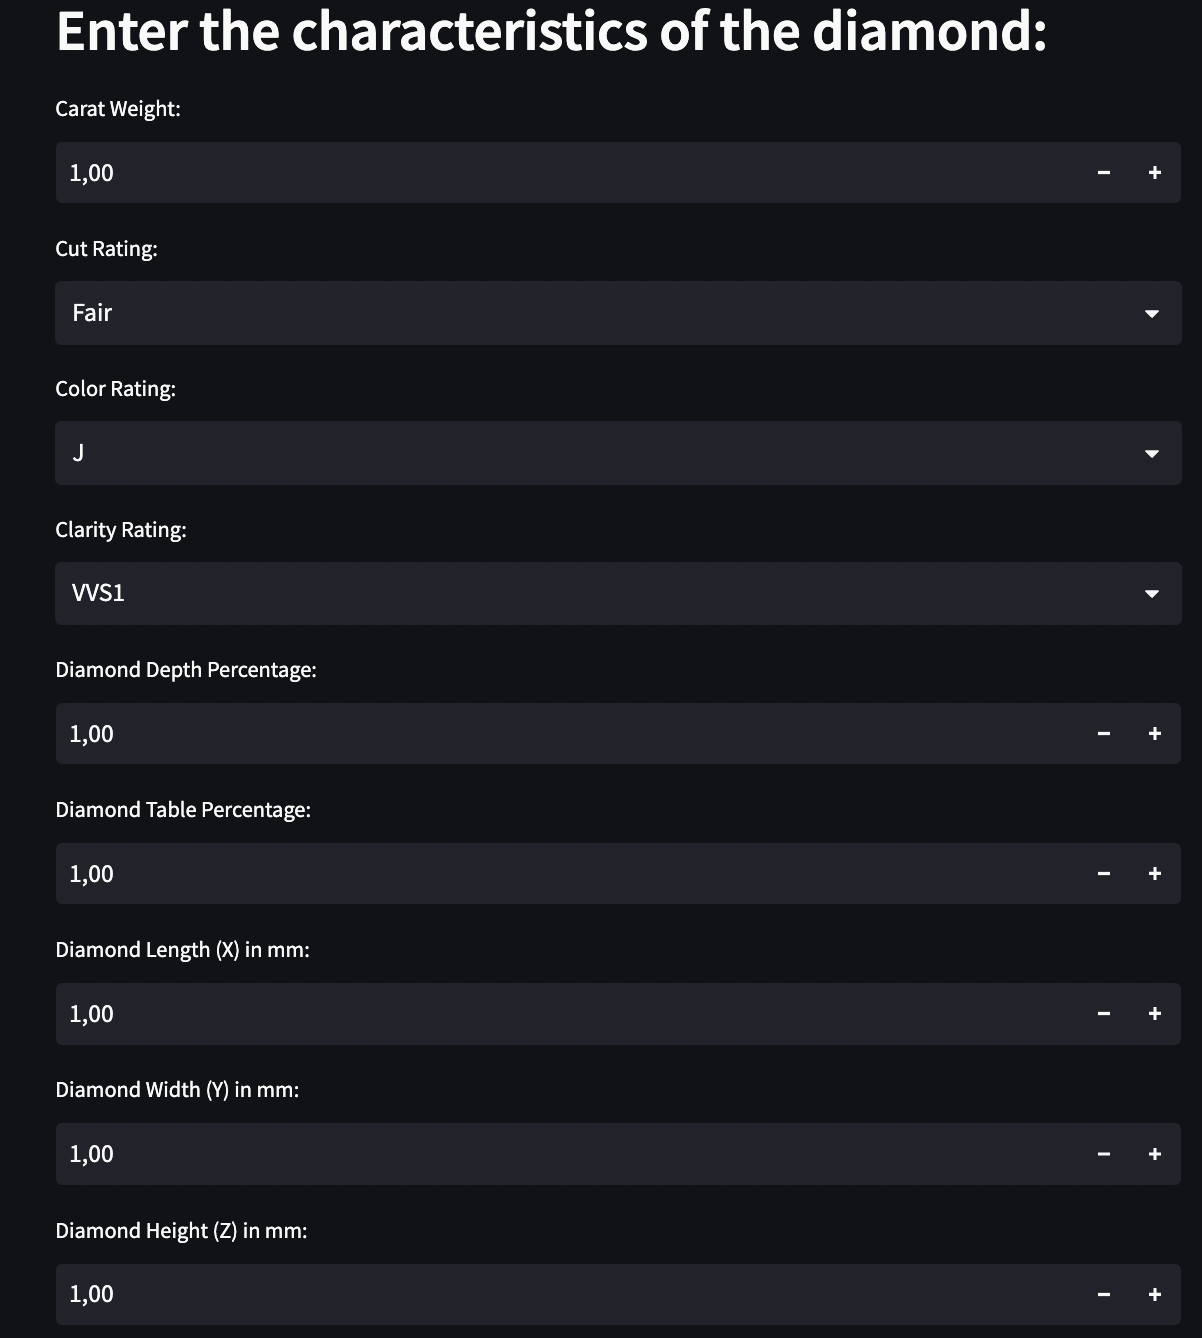 Enter the characteristics of the diamond:
Carat Weight:
1,00
Cut Rating:
Fair
Color Rating:
J
Clarity Rating:
VVS1
Diamond Depth Percentage:
1,00
Diamond Table Percentage:
1,00
Diamond Length (X) in mm:
1,00
Diamond Width (Y) in mm:
1,00
Diamond Height (Z) in mm:
1,00